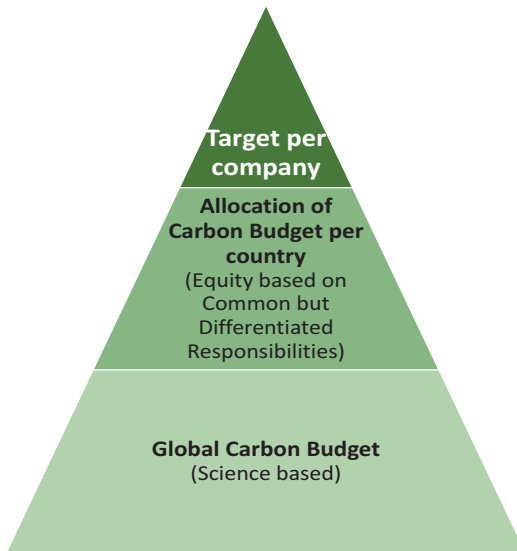 Target per
company
Allocation of
Carbon Budget per
country
(Equity based on
Common but
Differentiated
Responsibilities)
Global Carbon Budget
(Science based)